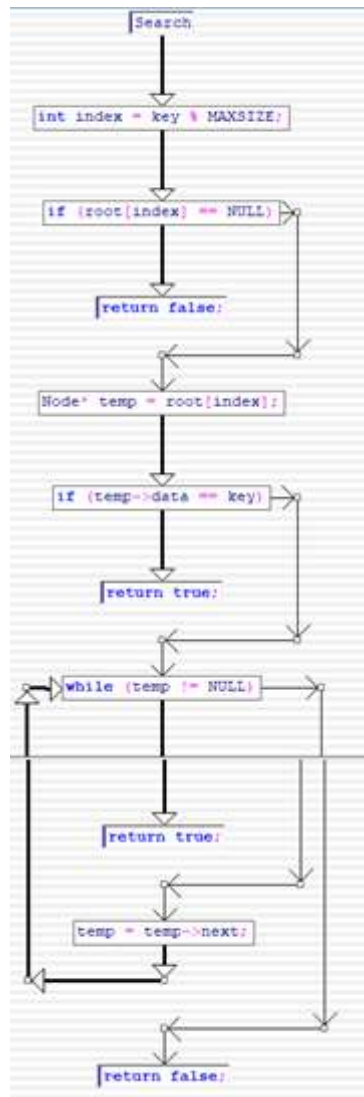 Search
int index = key % MAXSIZE;
if (root[index] == NULL)
return false;
Node* temp = root[index];
if (temp->data == key)
return true;
while (temp != NULL)
return true;
temp = temp->next;
return false;